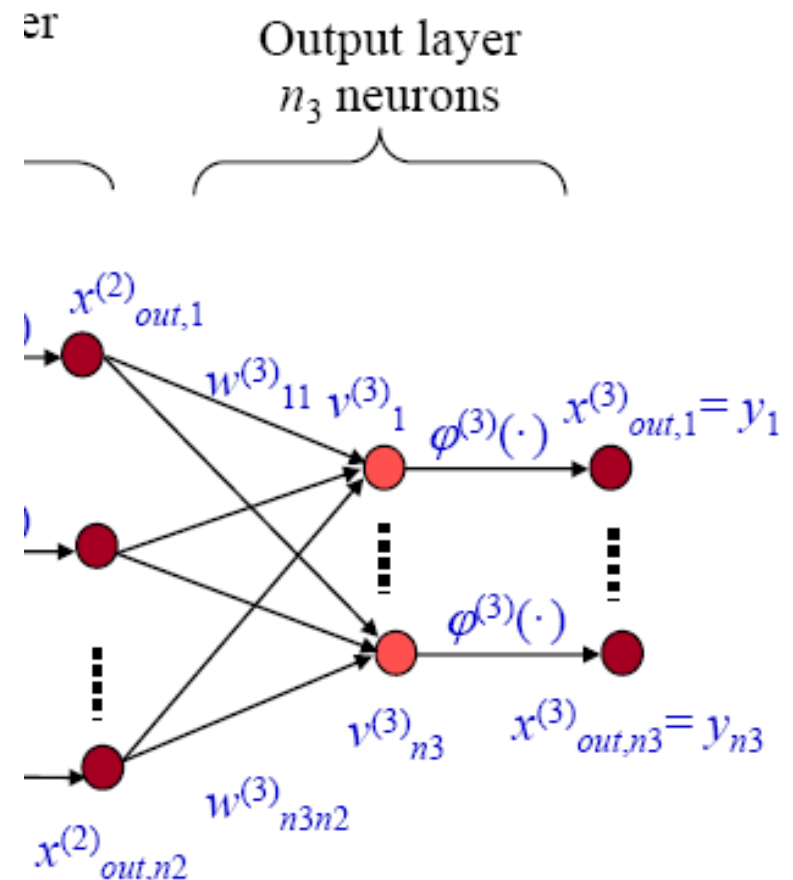 er
Output layer
n₃ neurons
x⁽²⁾out,1
)
w⁽³⁾11
v⁽³⁾1
φ⁽³⁾(·)
x⁽³⁾out,1= y1
)
φ⁽³⁾(·)
v⁽³⁾n3
x⁽³⁾out,n3= yn3
w⁽³⁾n3n2
x⁽²⁾out,n2